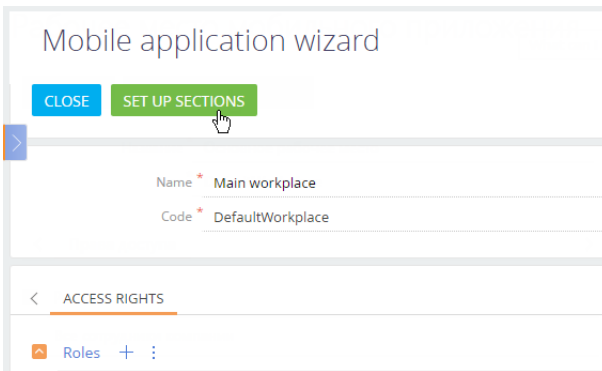 Mobile application wizard
CLOSE SET UP SECTIONS
Name * Main workplace
Code * DefaultWorkplace
ACCESS RIGHTS
Roles